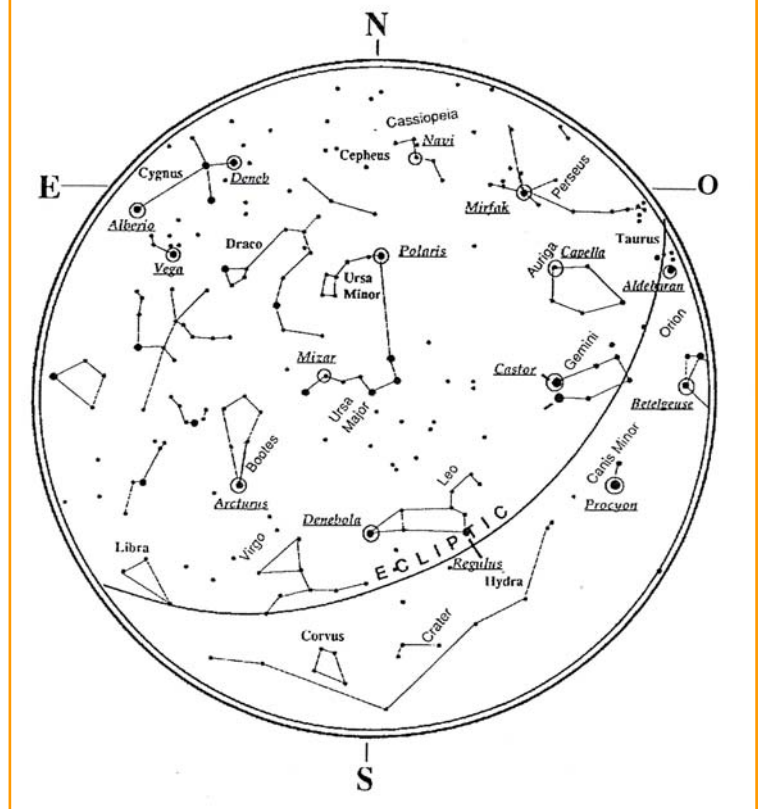 N
Cassiopeia
Navi
Cepheus
Cygnus
Deneb
Perseus
E
O
Mirfak
Alberio
Taurus
Draco
Polaris
Auriga
Capella
Vega
Ursa
Minor
Aldebaran
Orion
Mizar
Castor
Gemini
Ursa
Major
Betelgeuse
Bootes
Canis Minor
Leo
Arcturus
Procyon
Denebola
ECLIPTIC
Libra
Virgo
Regulus
Hydra
Corvus
Crater
S